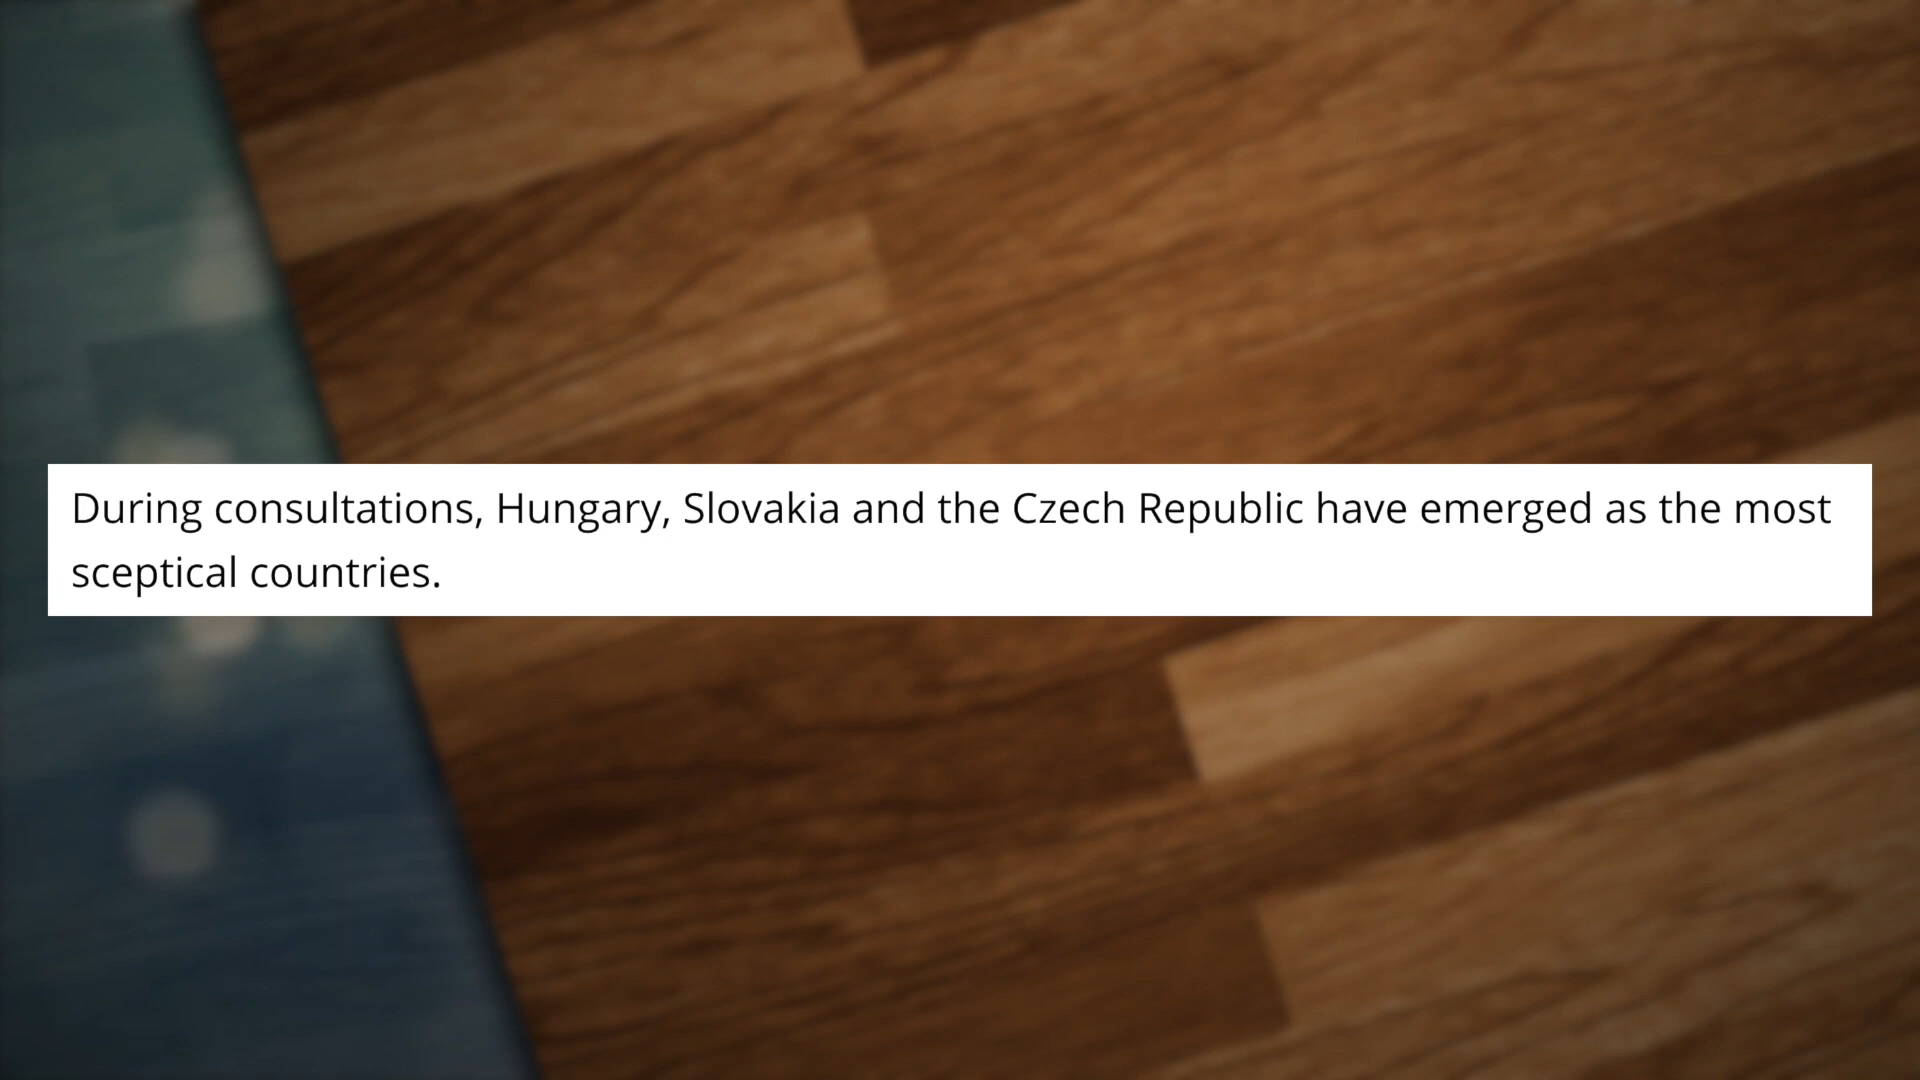 During consultations, Hungary, Slovakia and the Czech Republic have emerged as the most
sceptical countries.